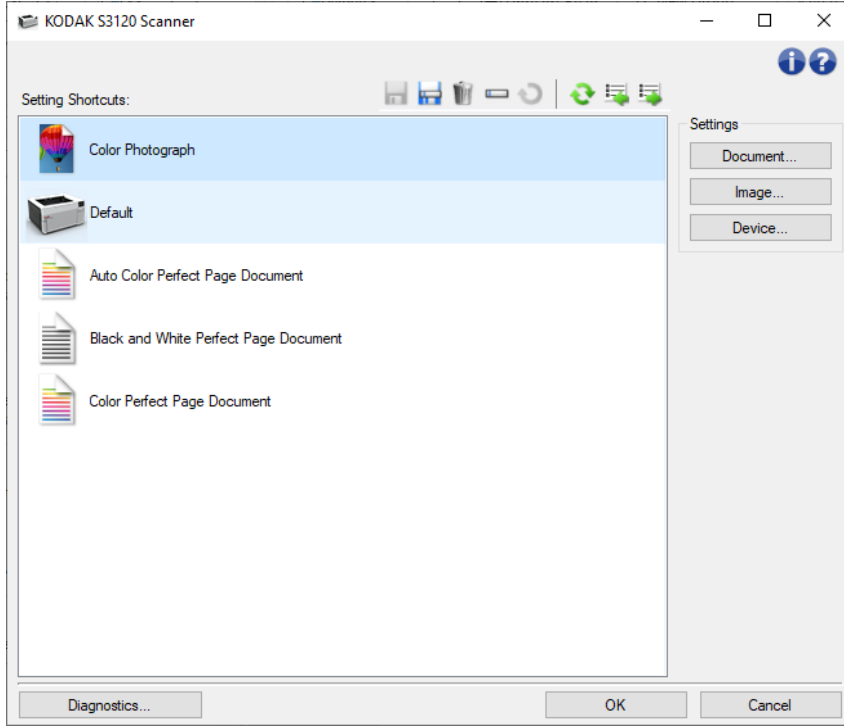 KODAK S3120 Scanner
Setting Shortcuts:
Color Photograph
Default
Auto Color Perfect Page Document
Black and White Perfect Page Document
Color Perfect Page Document
Settings
Document...
Image...
Device...
Diagnostics...
OK
Cancel